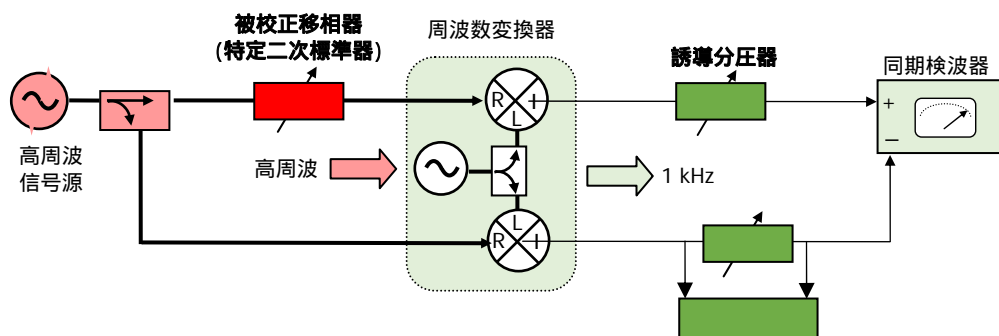 被校正移相器
(特定二次標準器)
周波数変換器
誘導分圧器
同期検波器
R
I
L
+
−
高周波
信号源
高周波
1 kHz
L
R
I